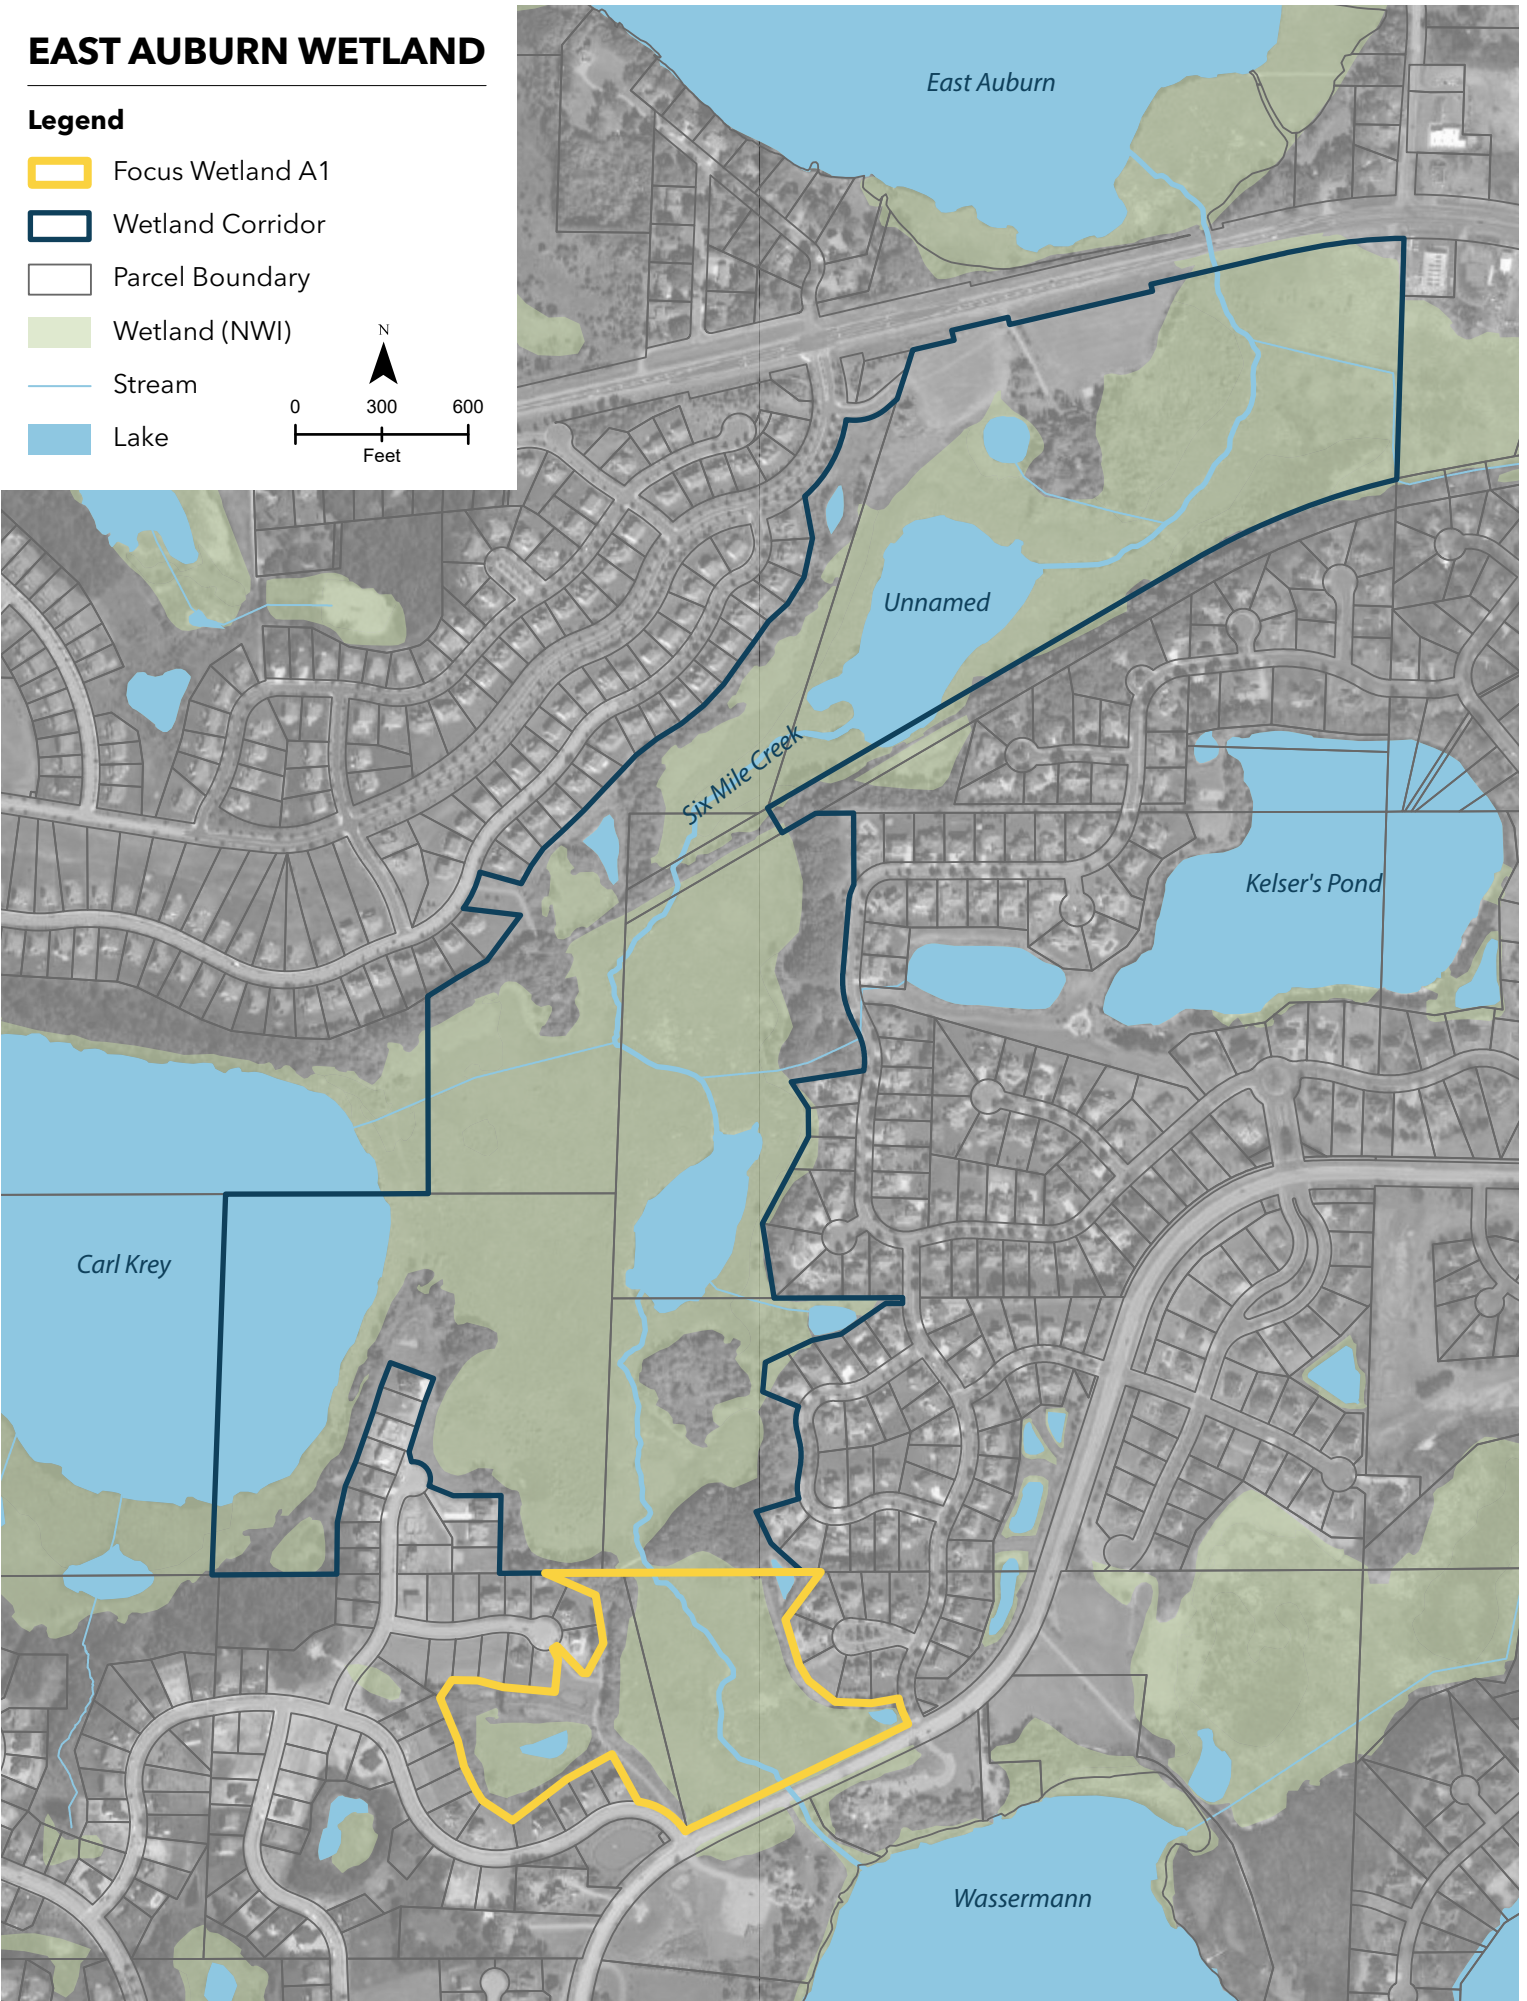 EAST AUBURN WETLAND
Legend
Focus Wetland A1
Wetland Corridor
Parcel Boundary
Wetland (NWI)
Stream
Lake
N
0 300 600
Feet
East Auburn
Unnamed
Six Mile Creek
Kelser's Pond
Carl Krey
Wassermann